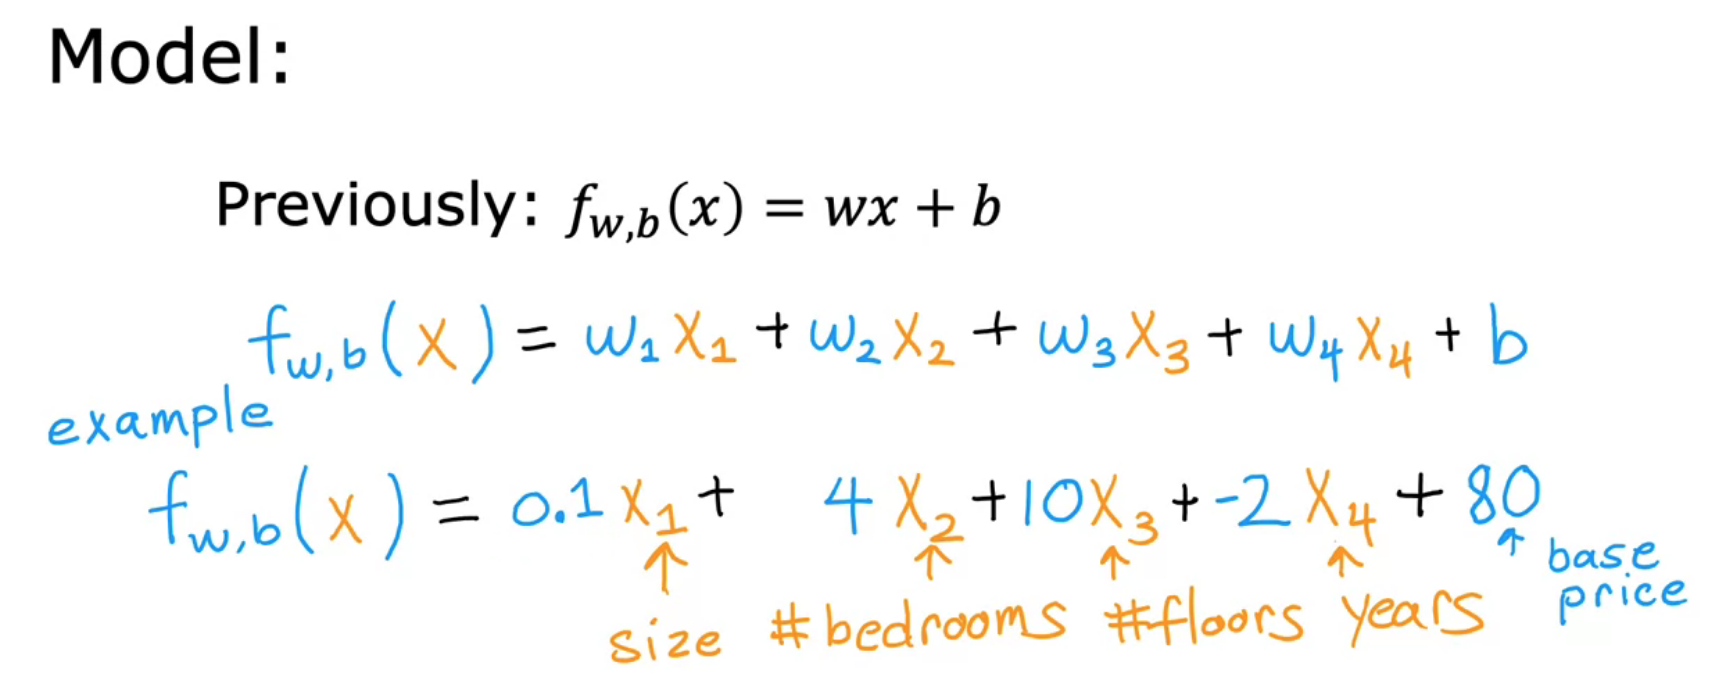 Model:
Previously: f_{w,b}(x) = wx + b
f_{w,b}(x) = w_1 x_1 + w_2 x_2 + w_3 x_3 + w_4 x_4 + b
example
f_{w,b}(x) = 0.1 x_1 + 4 x_2 + 10 x_3 + -2 x_4 + 80
↑ ↑ ↑ ↑ ↑ base
size #bedrooms #floors years price